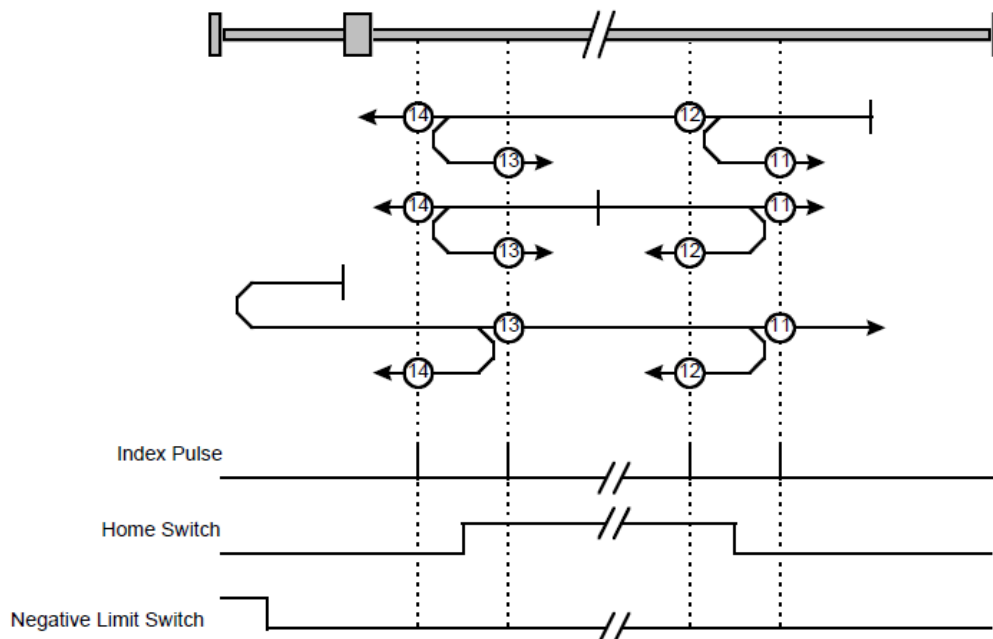 14 12
13 11
14 11
13 12
13 11
14 12
Index Pulse
Home Switch
Negative Limit Switch